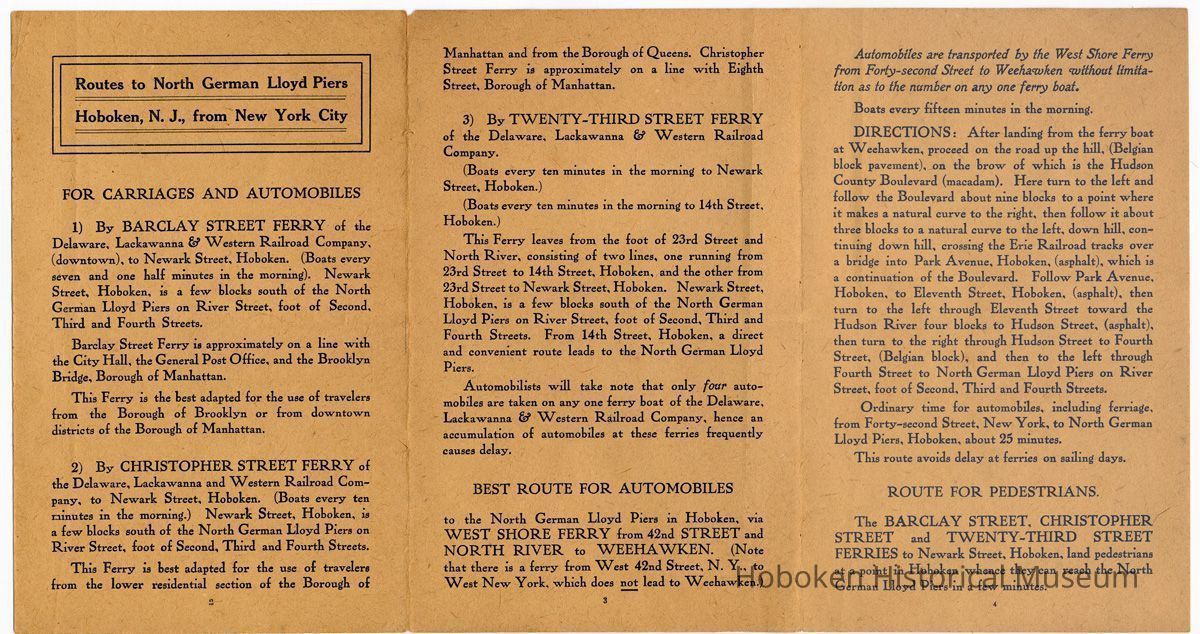 Routes to North German Lloyd Piers
Hoboken, N. J., from New York City
FOR CARRIAGES AND AUTOMOBILES
1) By BARCLAY STREET FERRY of the
Delaware, Lackawanna & Western Railroad Company,
(downtown), to Newark Street, Hoboken. (Boats every
seven and one half minutes in the morning). Newark
Street, Hoboken, is a few blocks south of the North
German Lloyd Piers on River Street, foot of Second,
Third and Fourth Streets.
Barclay Street Ferry is approximately on a line with
the City Hall, the General Post Office, and the Brooklyn
Bridge, Borough of Manhattan.
This Ferry is the best adapted for the use of travelers
from the Borough of Brooklyn or from downtown
districts of the Borough of Manhattan.
2) By CHRISTOPHER STREET FERRY of
the Delaware, Lackawanna and Western Railroad Com-
pany, to Newark Street, Hoboken. (Boats every ten
minutes in the morning.) Newark Street, Hoboken, is
a few blocks south of the North German Lloyd Piers on
River Street, foot of Second, Third and Fourth Streets.
This Ferry is best adapted for the use of travelers
from the lower residential section of the Borough of
2
Manhattan and from the Borough of Queens. Christopher
Street Ferry is approximately on a line with Eighth
Street, Borough of Manhattan.
3) By TWENTY-THIRD STREET FERRY
of the Delaware, Lackawanna & Western Railroad
Company.
(Boats every ten minutes in the morning to Newark
Street, Hoboken.)
(Boats every ten minutes in the morning to 14th Street,
Hoboken.)
This Ferry leaves from the foot of 23rd Street and
North River, consisting of two lines, one running from
23rd Street to 14th Street, Hoboken, and the other from
23rd Street to Newark Street, Hoboken. Newark Street,
Hoboken, is a few blocks south of the North German
Lloyd Piers on River Street, foot of Second, Third and
Fourth Streets. From 14th Street, Hoboken, a direct
and convenient route leads to the North German Lloyd
Piers.
Automobilists will take note that only four auto-
mobiles are taken on any one ferry boat of the Delaware,
Lackawanna & Western Railroad Company, hence an
accumulation of automobiles at these ferries frequently
causes delay.
BEST ROUTE FOR AUTOMOBILES
to the North German Lloyd Piers in Hoboken, via
WEST SHORE FERRY from 42nd STREET and
NORTH RIVER to WEEHAWKEN. (Note
that there is a ferry from West 42nd Street, N. Y., to
West New York, which does not lead to Weehawken.)
3
Automobiles are transported by the West Shore Ferry
from Forty-second Street to Weehawken without limita-
tion as to the number on any one ferry boat.
Boats every fifteen minutes in the morning.
DIRECTIONS: After landing from the ferry boat
at Weehawken, proceed on the road up the hill, (Belgian
block pavement), on the brow of which is the Hudson
County Boulevard (macadam). Here turn to the left and
follow the Boulevard about nine blocks to a point where
it makes a natural curve to the right, then follow it about
three blocks to a natural curve to the left, down hill, con-
tinuing down hill, crossing the Erie Railroad tracks over
a bridge into Park Avenue, Hoboken, (asphalt), which is
a continuation of the Boulevard. Follow Park Avenue,
Hoboken, to Eleventh Street, Hoboken, (asphalt), then
turn to the left through Eleventh Street toward the
Hudson River four blocks to Hudson Street, (asphalt),
then turn to the right through Hudson Street to Fourth
Street, (Belgian block), and then to the left through
Fourth Street to North German Lloyd Piers on River
Street, foot of Second, Third and Fourth Streets.
Ordinary time for automobiles, including ferriage,
from Forty-second Street, New York, to North German
Lloyd Piers, Hoboken, about 25 minutes.
This route avoids delay at ferries on sailing days.
ROUTE FOR PEDESTRIANS.
The BARCLAY STREET, CHRISTOPHER
STREET and TWENTY-THIRD STREET
FERRIES to Newark Street, Hoboken, land pedestrians
at a point in Hoboken whence they can reach the North
German Lloyd Piers in a few minutes.
4
Hoboken Historical Museum